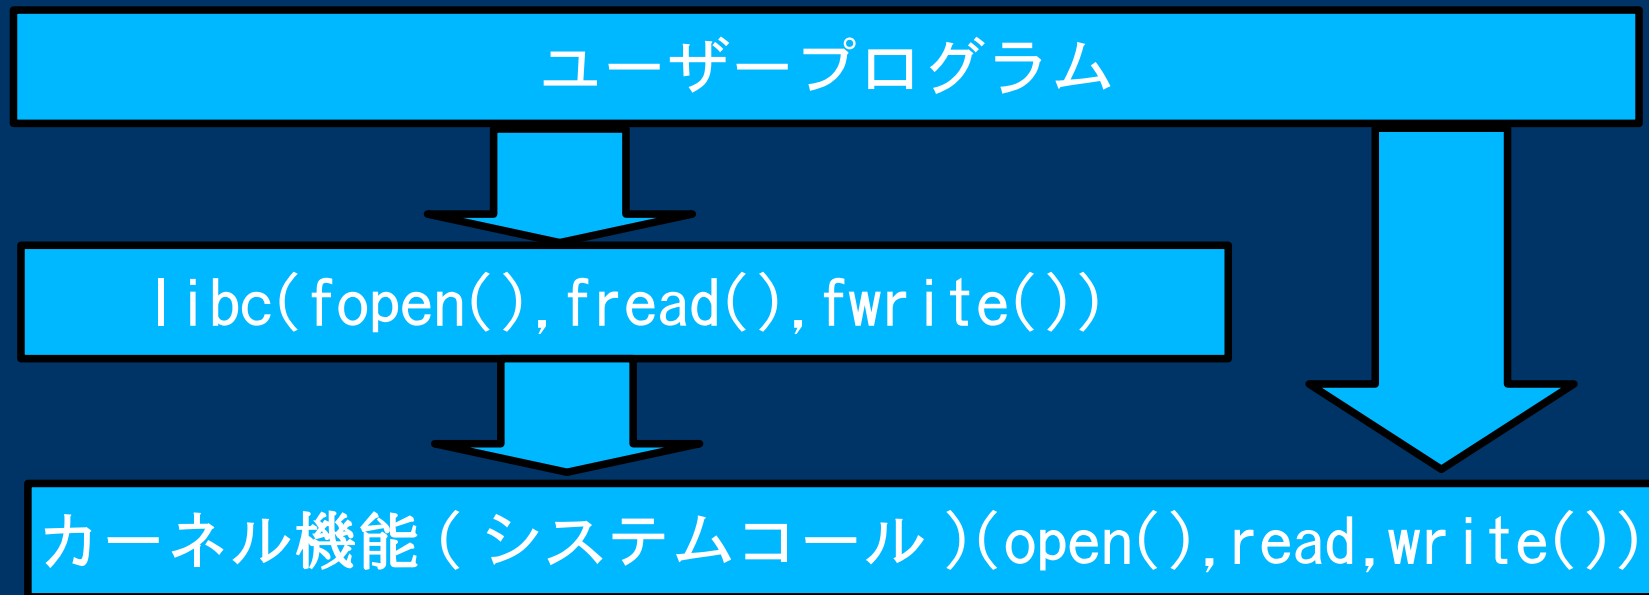 ユーザープログラム
libc(fopen(),fread(),fwrite())
カーネル機能(システムコール)(open(),read,write())